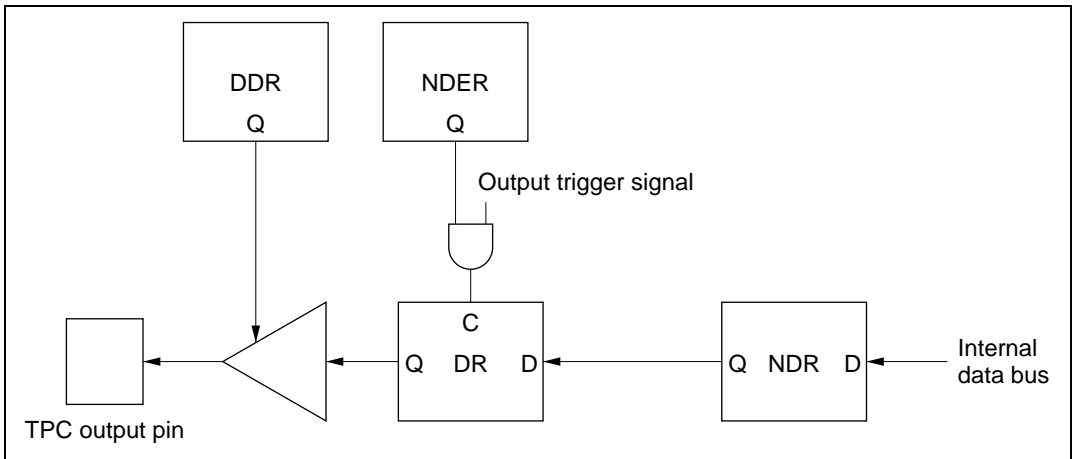 DDR
Q
NDER
Q
Output trigger signal
C
Q DR D
Q NDR D
Internal
data bus
TPC output pin